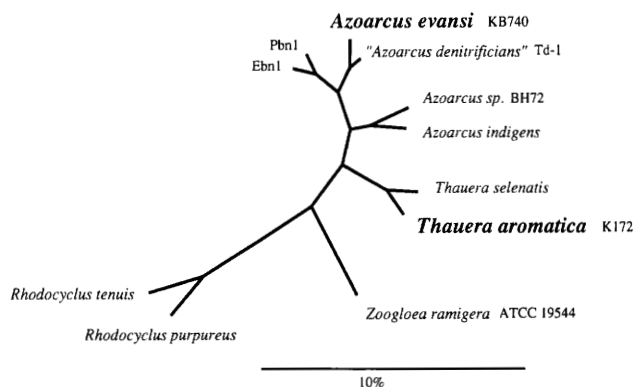 Azoarcus evansi KB740
Pbn1
"Azoarcus denitrificians" Td-1
Ebn1
Azoarcus sp. BH72
Azoarcus indigens
Thauera selenatis
Thauera aromatica K172
Rhodocyclus tenuis
Zoogloea ramigera ATCC 19544
Rhodocyclus purpureus
10%